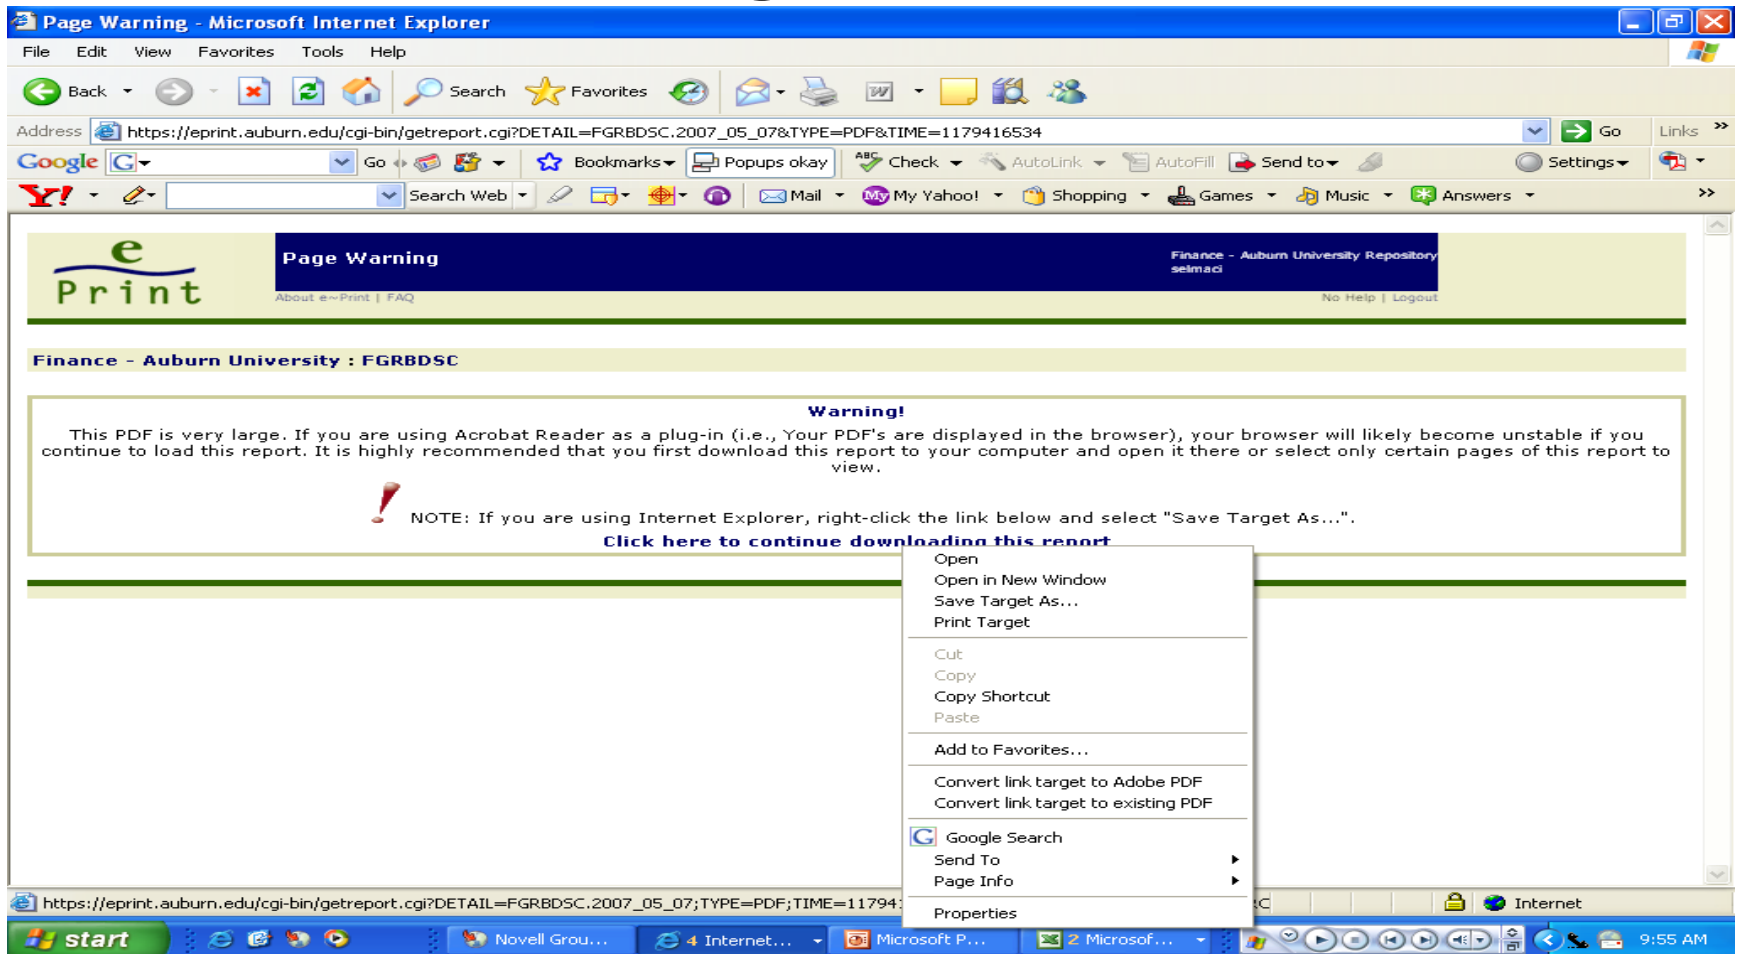 Page Warning - Microsoft Internet Explorer
File Edit View Favorites Tools Help
Back Search Favorites
Address https://eprint.auburn.edu/cgi-bin/getreport.cgi?DETAIL=FGRBDSC.2007_05_07&TYPE=PDF&TIME=1179416534 Go Links »
Google G Go Bookmarks Popups okay ABC Check AutoLink AutoFill Send to Settings
Y! Search Web Mail My My Yahoo! Shopping Games Music Answers »
e
Print
Page Warning
Finance - Auburn University Repository
selmaci
About e~Print | FAQ
No Help | Logout
Finance - Auburn University : FGRBDSC
Warning!
This PDF is very large. If you are using Acrobat Reader as a plug-in (i.e., Your PDF's are displayed in the browser), your browser will likely become unstable if you
continue to load this report. It is highly recommended that you first download this report to your computer and open it there or select only certain pages of this report to
view.
! NOTE: If you are using Internet Explorer, right-click the link below and select "Save Target As...".
Click here to continue downloading this report
Open
Open in New Window
Save Target As...
Print Target
Cut
Copy
Copy Shortcut
Paste
Add to Favorites...
Convert link target to Adobe PDF
Convert link target to existing PDF
G Google Search
Send To
Page Info
Properties
https://eprint.auburn.edu/cgi-bin/getreport.cgi?DETAIL=FGRBDSC.2007_05_07;TYPE=PDF;TIME=11794 Internet
start Novell Grou... 4 Internet... Microsoft P... 2 Microsof... 9:55 AM